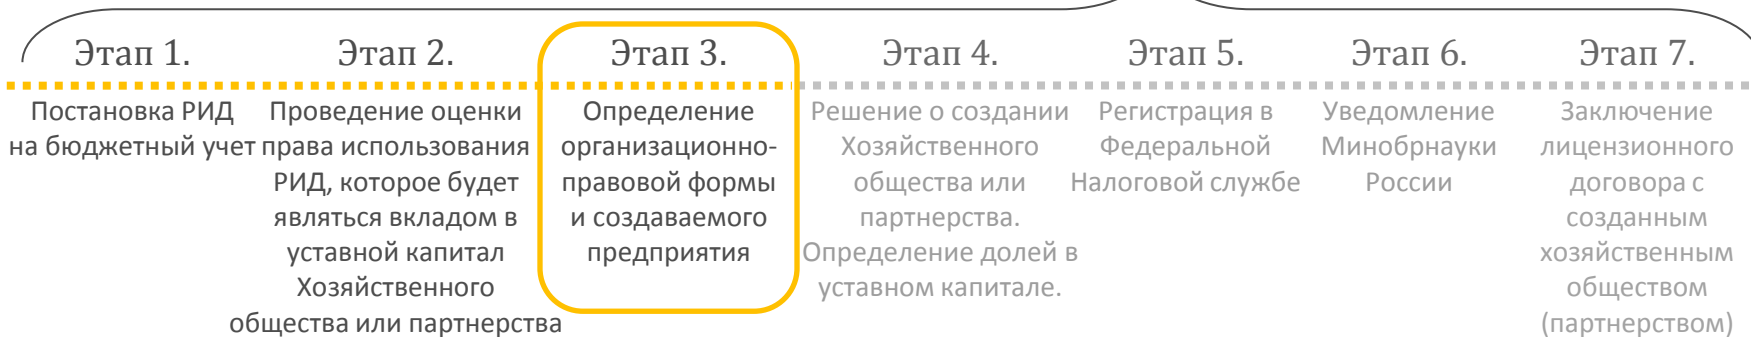 Этап 1.
Постановка РИД
на бюджетный учет
Этап 2.
Проведение оценки
права использования
РИД, которое будет
являться вкладом в
уставной капитал
Хозяйственного
общества или партнерства
Этап 3.
Определение
организационно-
правовой формы
и создаваемого
предприятия
Этап 4.
Решение о создании
Хозяйственного
общества или
партнерства.
Определение долей в
уставном капитале.
Этап 5.
Регистрация в
Федеральной
Налоговой службе
Этап 6.
Уведомление
Минобрнауки
России
Этап 7.
Заключение
лицензионного
договора с
созданным
хозяйственным
обществом
(партнерством)